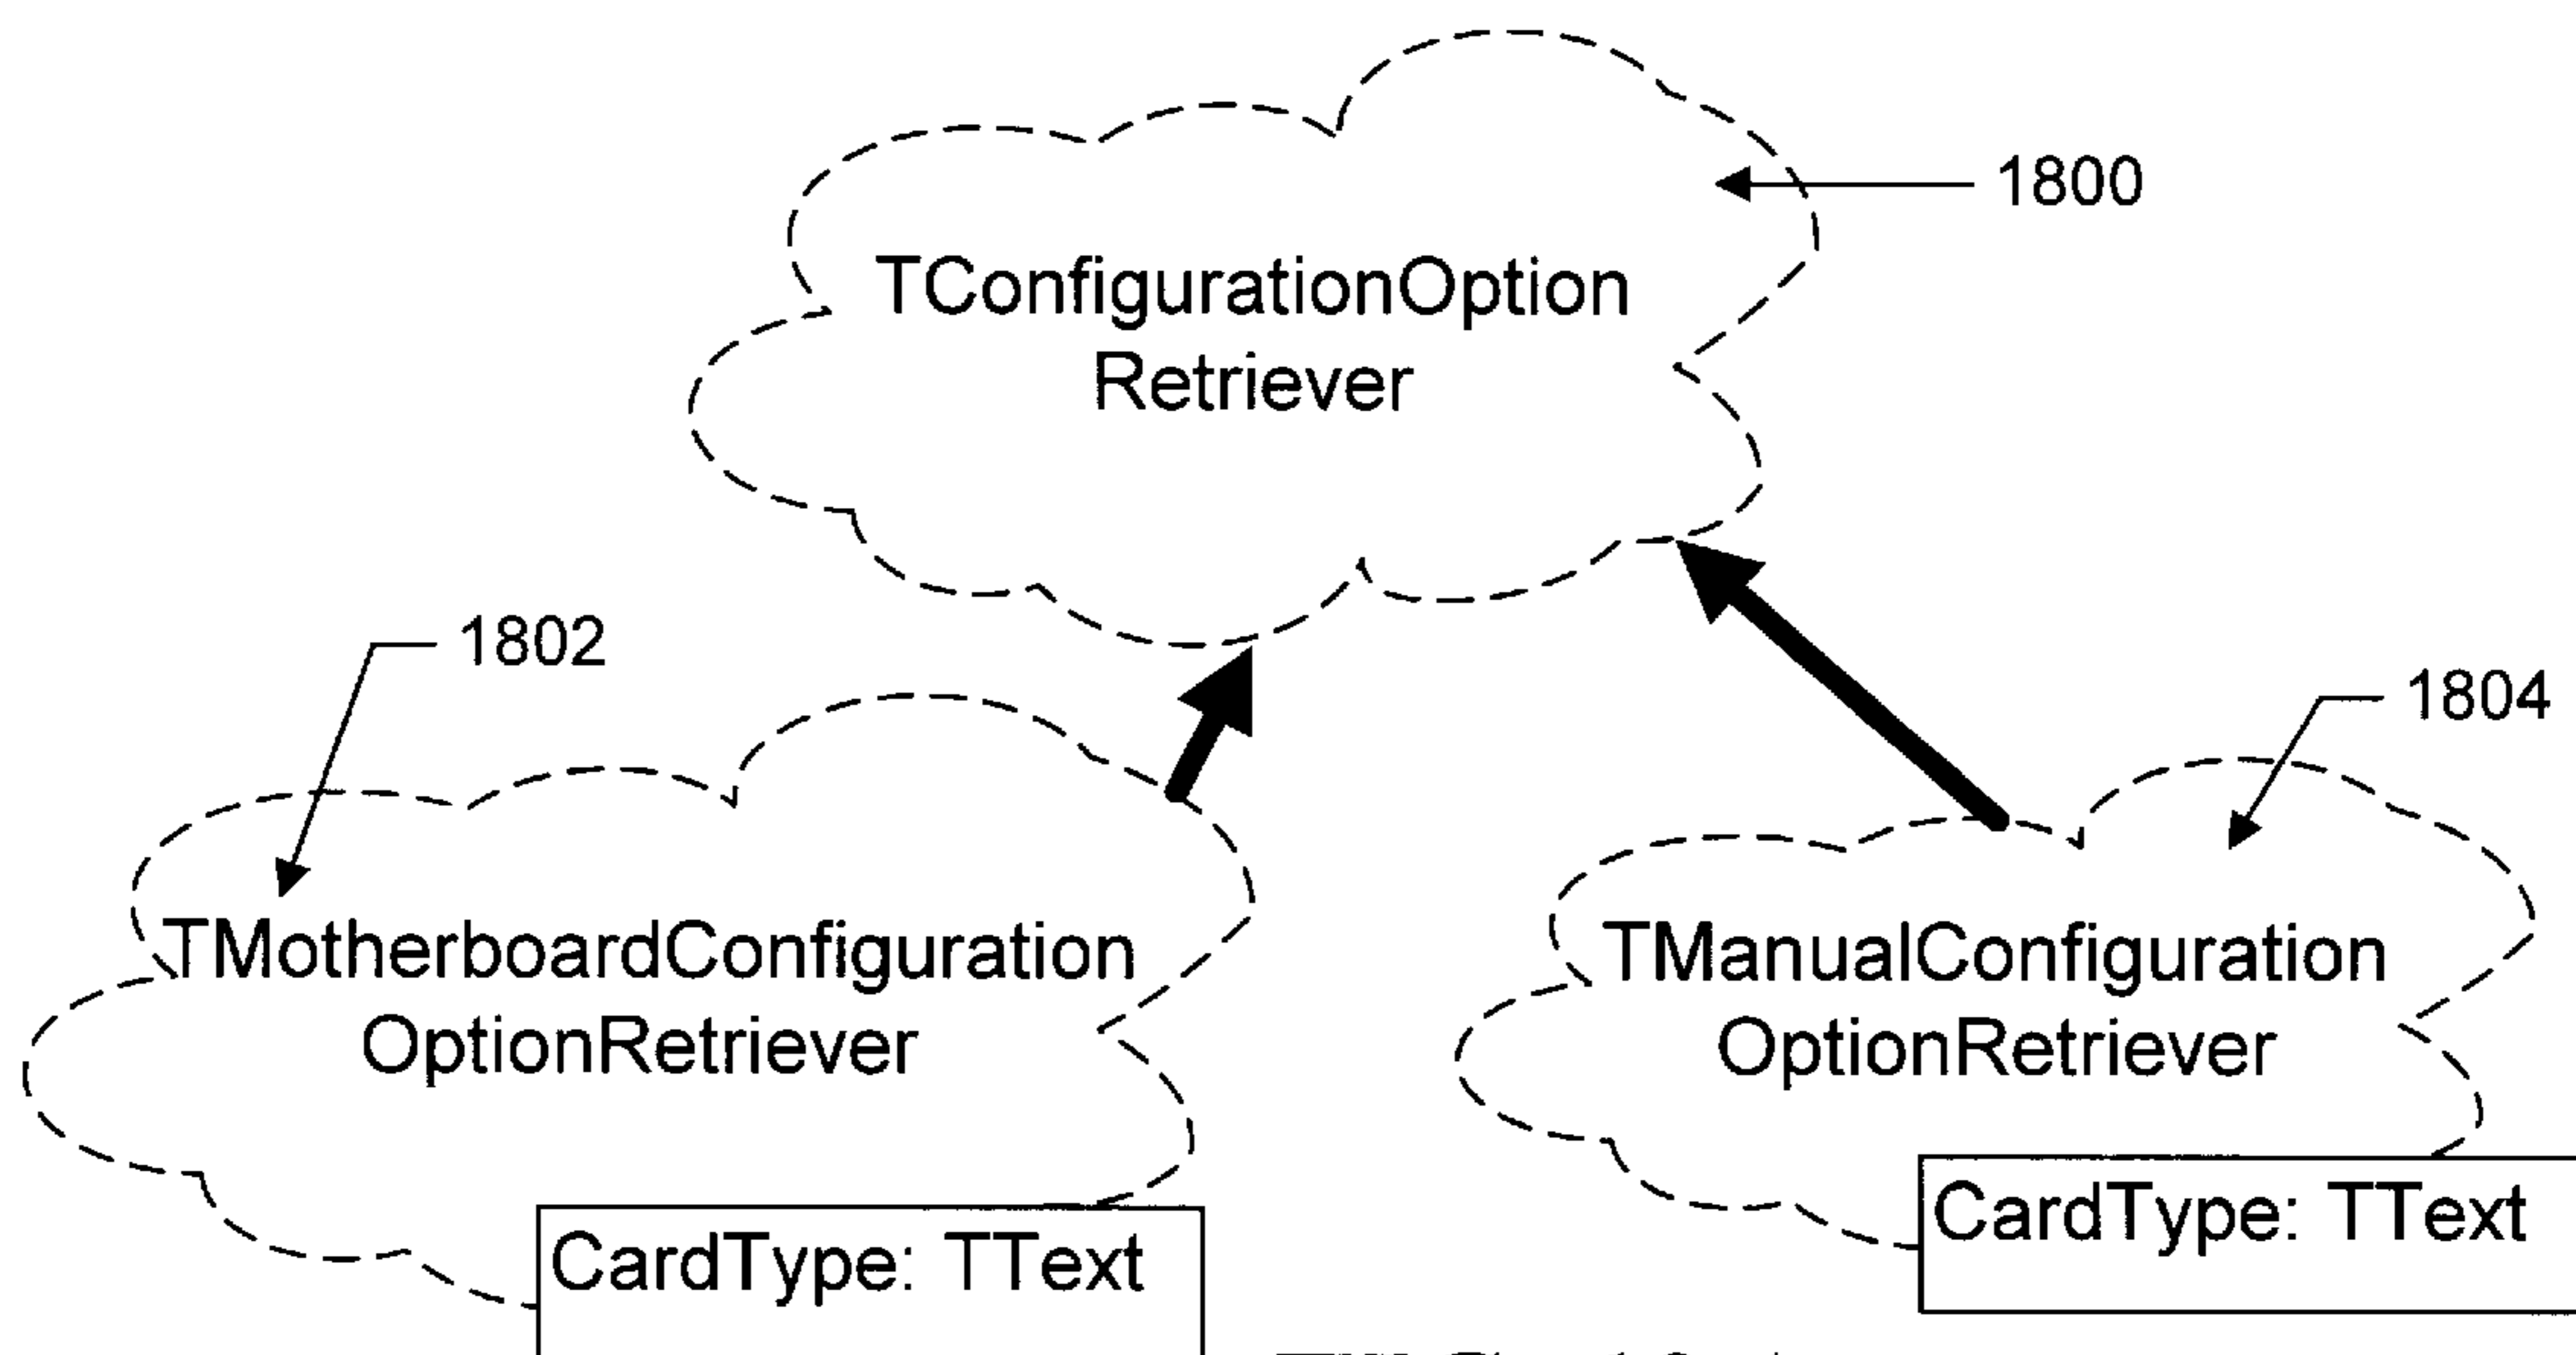 1800
TConfigurationOption
Retriever
1802
1804
TMotherboardConfiguration
OptionRetriever
TManualConfiguration
OptionRetriever
CardType: TText
CardType: TText